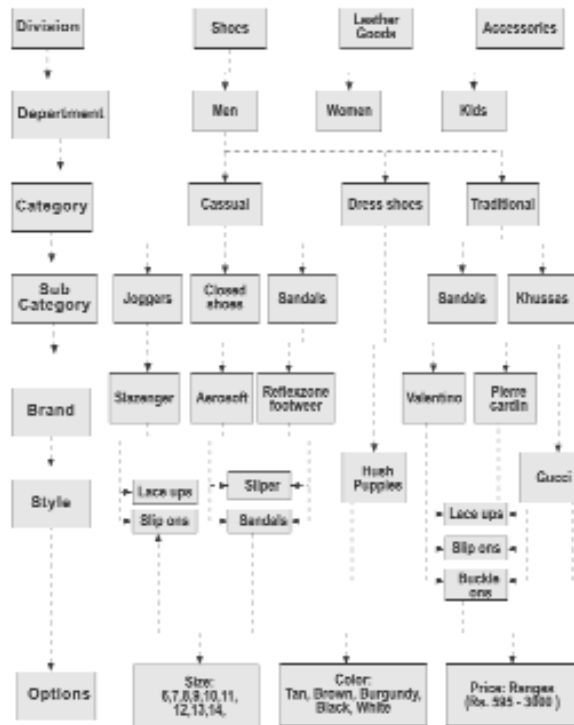 Division
Shoes
Leather
Goods
Accessories
Department
Men
Women
Kids
Category
Cassual
Dress shoes
Traditional
Sub
Category
Joggers
Closed
shoes
Sandals
Sandals
Khussas
Brand
Slazenger
Aerosoft
Reflexzone
footweer
Valentino
Pierre
cardin
Hush
Puppies
Gucci
Style
Lace ups
Slip ons
Sliper
Sandals
Lace ups
Slip ons
Buckle
ons
Options
Size:
6,7,8,9,10,11,
12,13,14,
Color:
Tan, Brown, Burgundy,
Black, White
Price: Ranges
(Rs. 595 - 3000 )